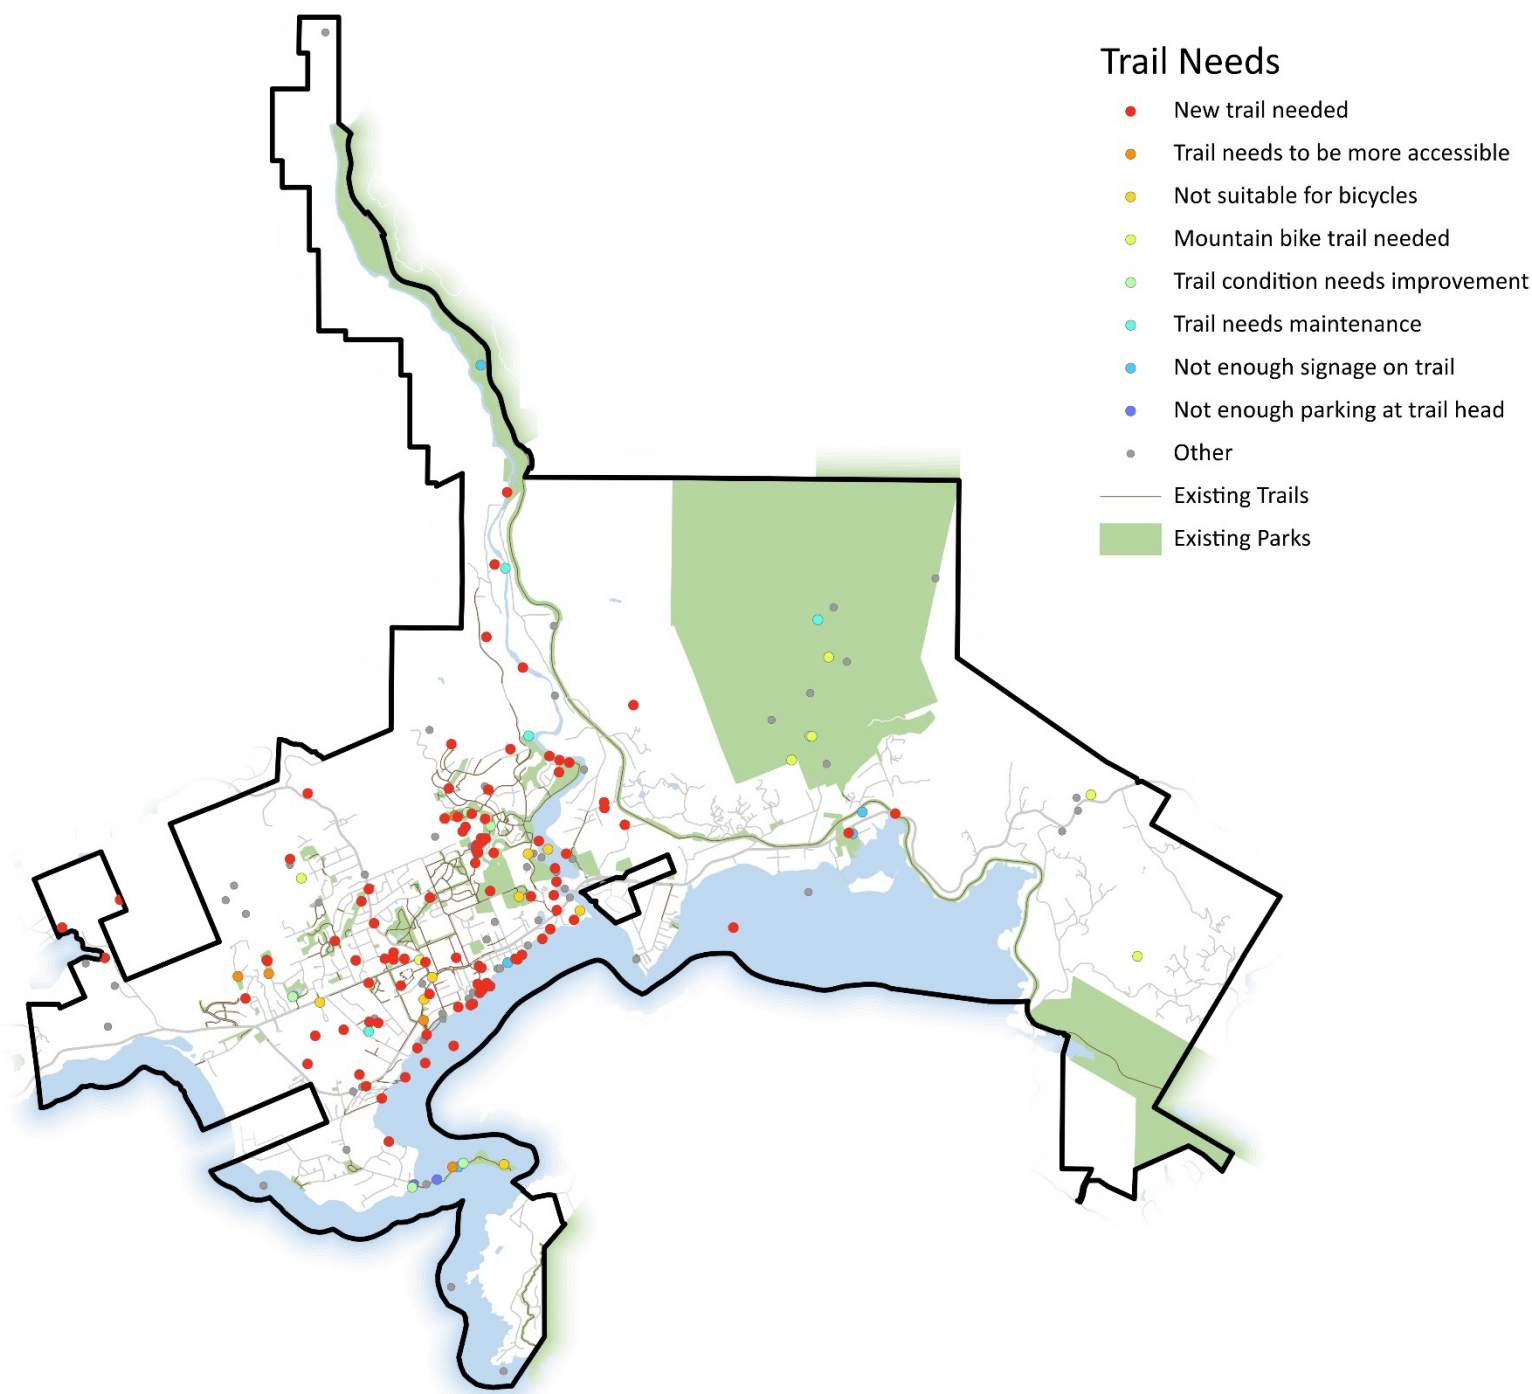 Trail Needs
New trail needed
Trail needs to be more accessible
Not suitable for bicycles
Mountain bike trail needed
Trail condition needs improvement
Trail needs maintenance
Not enough signage on trail
Not enough parking at trail head
Other
Existing Trails
Existing Parks